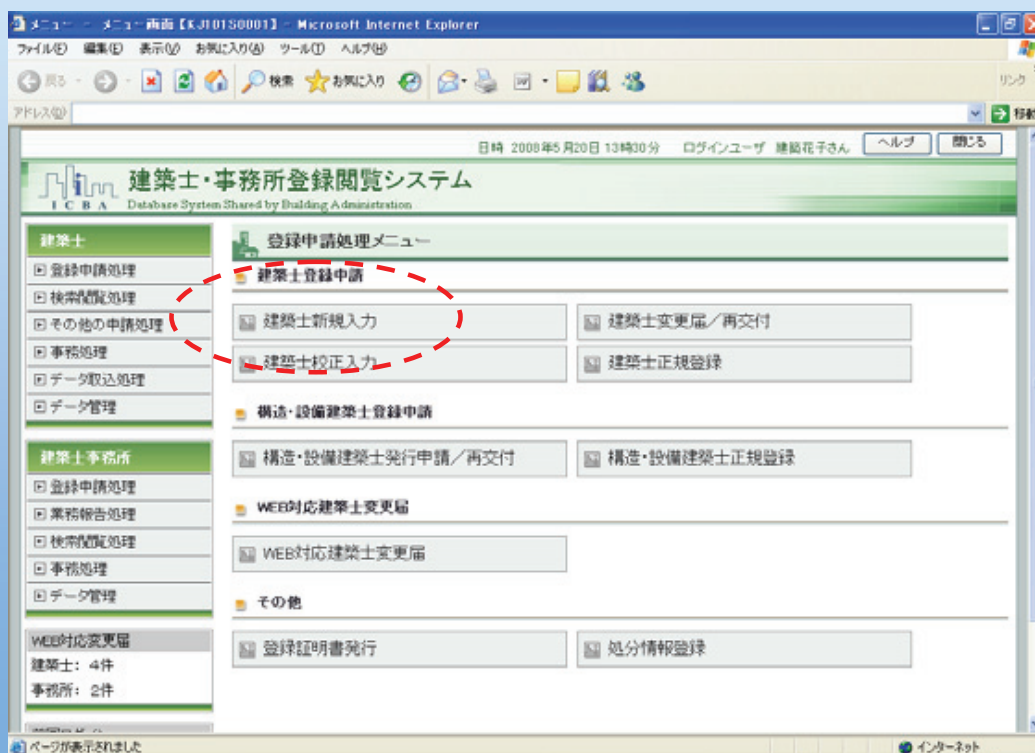 メニュー - メニュー画面【KJ101S0001】 - Microsoft Internet Explorer
ファイル(F) 編集(E) 表示(V) お気に入り(A) ツール(T) ヘルプ(H)
戻る 検索 お気に入り リンク
アドレス(D) 移動
日時 2008年5月20日 13時30分 ログインユーザ 建築花子さん ヘルプ 閉じる
ICBA 建築士・事務所登録閲覧システム
Database System Shared by Building Administration
建築士
登録申請処理
検索閲覧処理
その他の申請処理
事務処理
データ取込処理
データ管理
建築士事務所
登録申請処理
業務報告処理
検索閲覧処理
事務処理
データ管理
WEB対応変更届
建築士: 4件
事務所: 2件
登録申請処理メニュー
建築士登録申請
建築士新規入力 建築士変更届/再交付
建築士校正入力 建築士正規登録
構造・設備建築士登録申請
構造・設備建築士発行申請/再交付 構造・設備建築士正規登録
WEB対応建築士変更届
WEB対応建築士変更届
その他
登録証明書発行 処分情報登録
ページが表示されました インターネット